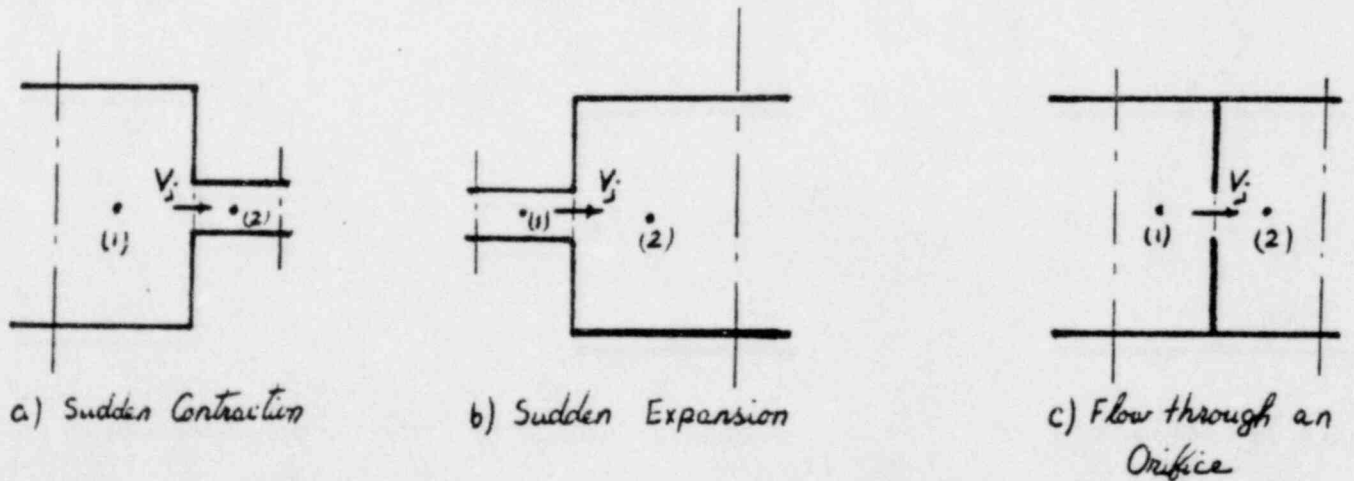 Vj
(1)
(2)
(1)
Vj
(2)
(1)
Vj
(2)
a) Sudden Contraction
b) Sudden Expansion
c) Flow through an
Orifice